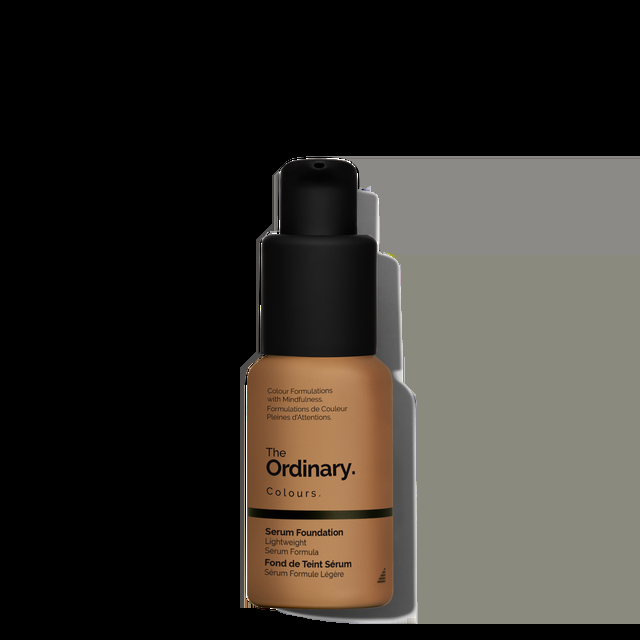 Colour Formulations
with Mindfulness.
Formulations de Couleur
Pleines d'Attentions.
The
Ordinary.
Colours.
Serum Foundation
Lightweight
Serum Formula
Fond de Teint Sérum
Sérum Formule Légère